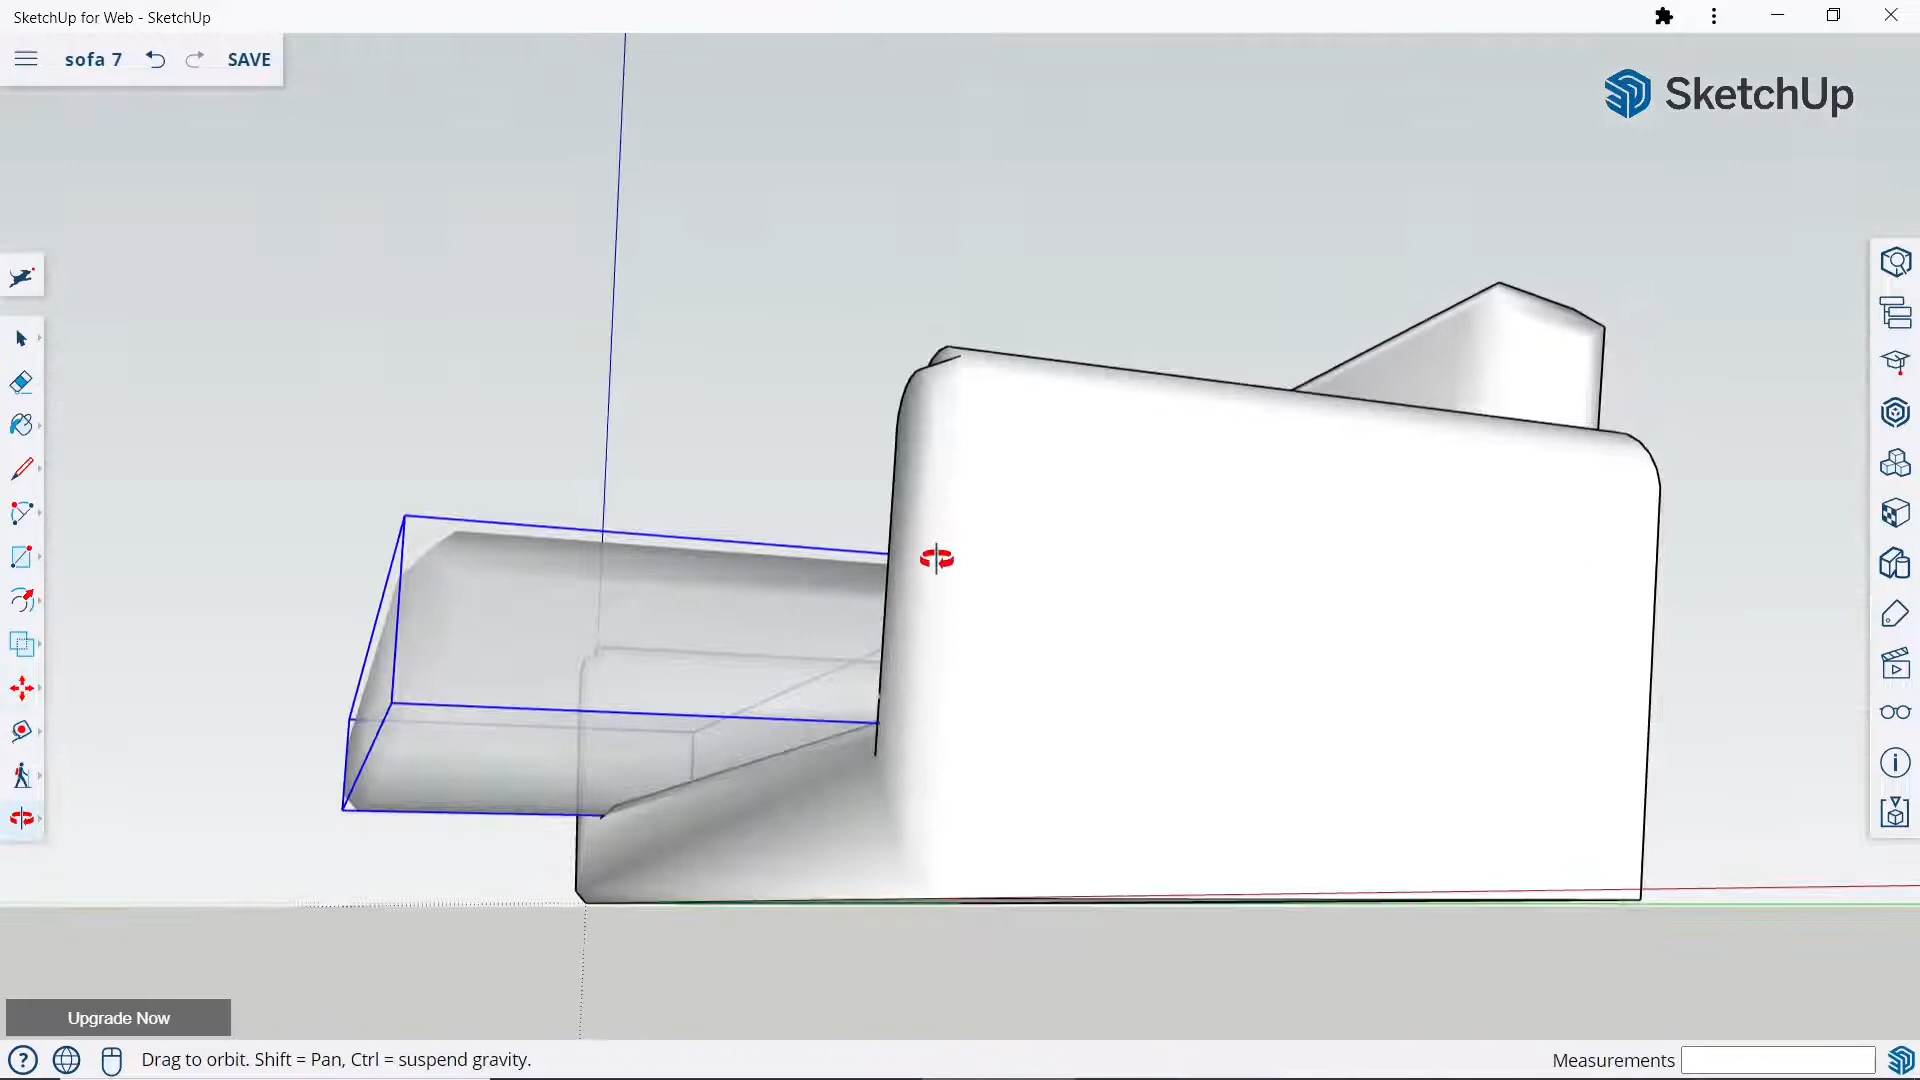 SketchUp for Web - SketchUp
sofa 7
SAVE
SketchUp
Upgrade Now
Drag to orbit. Shift = Pan, Ctrl = suspend gravity.
Measurements